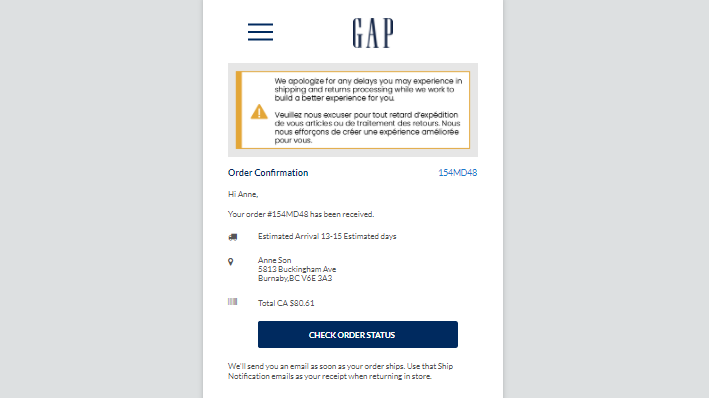 GAP
We apologize for any delays you may experience in
shipping and returns processing while we work to
build a better experience for you.
Veuillez nous excuser pour tout retard d'expédition
de vous articles ou de traitement des retours. Nous
nous efforçons de créer une expérience améliorée
pour vous.
Order Confirmation 154MD48
Hi Anne,
Your order #154MD48 has been received.
Estimated Arrival 13-15 Estimated days
Anne Son
5813 Buckingham Ave
Burnaby,BC V6E 3A3
Total CA $80.61
CHECK ORDER STATUS
We'll send you an email as soon as your order ships. Use that Ship
Notification emails as your receipt when returning in store.